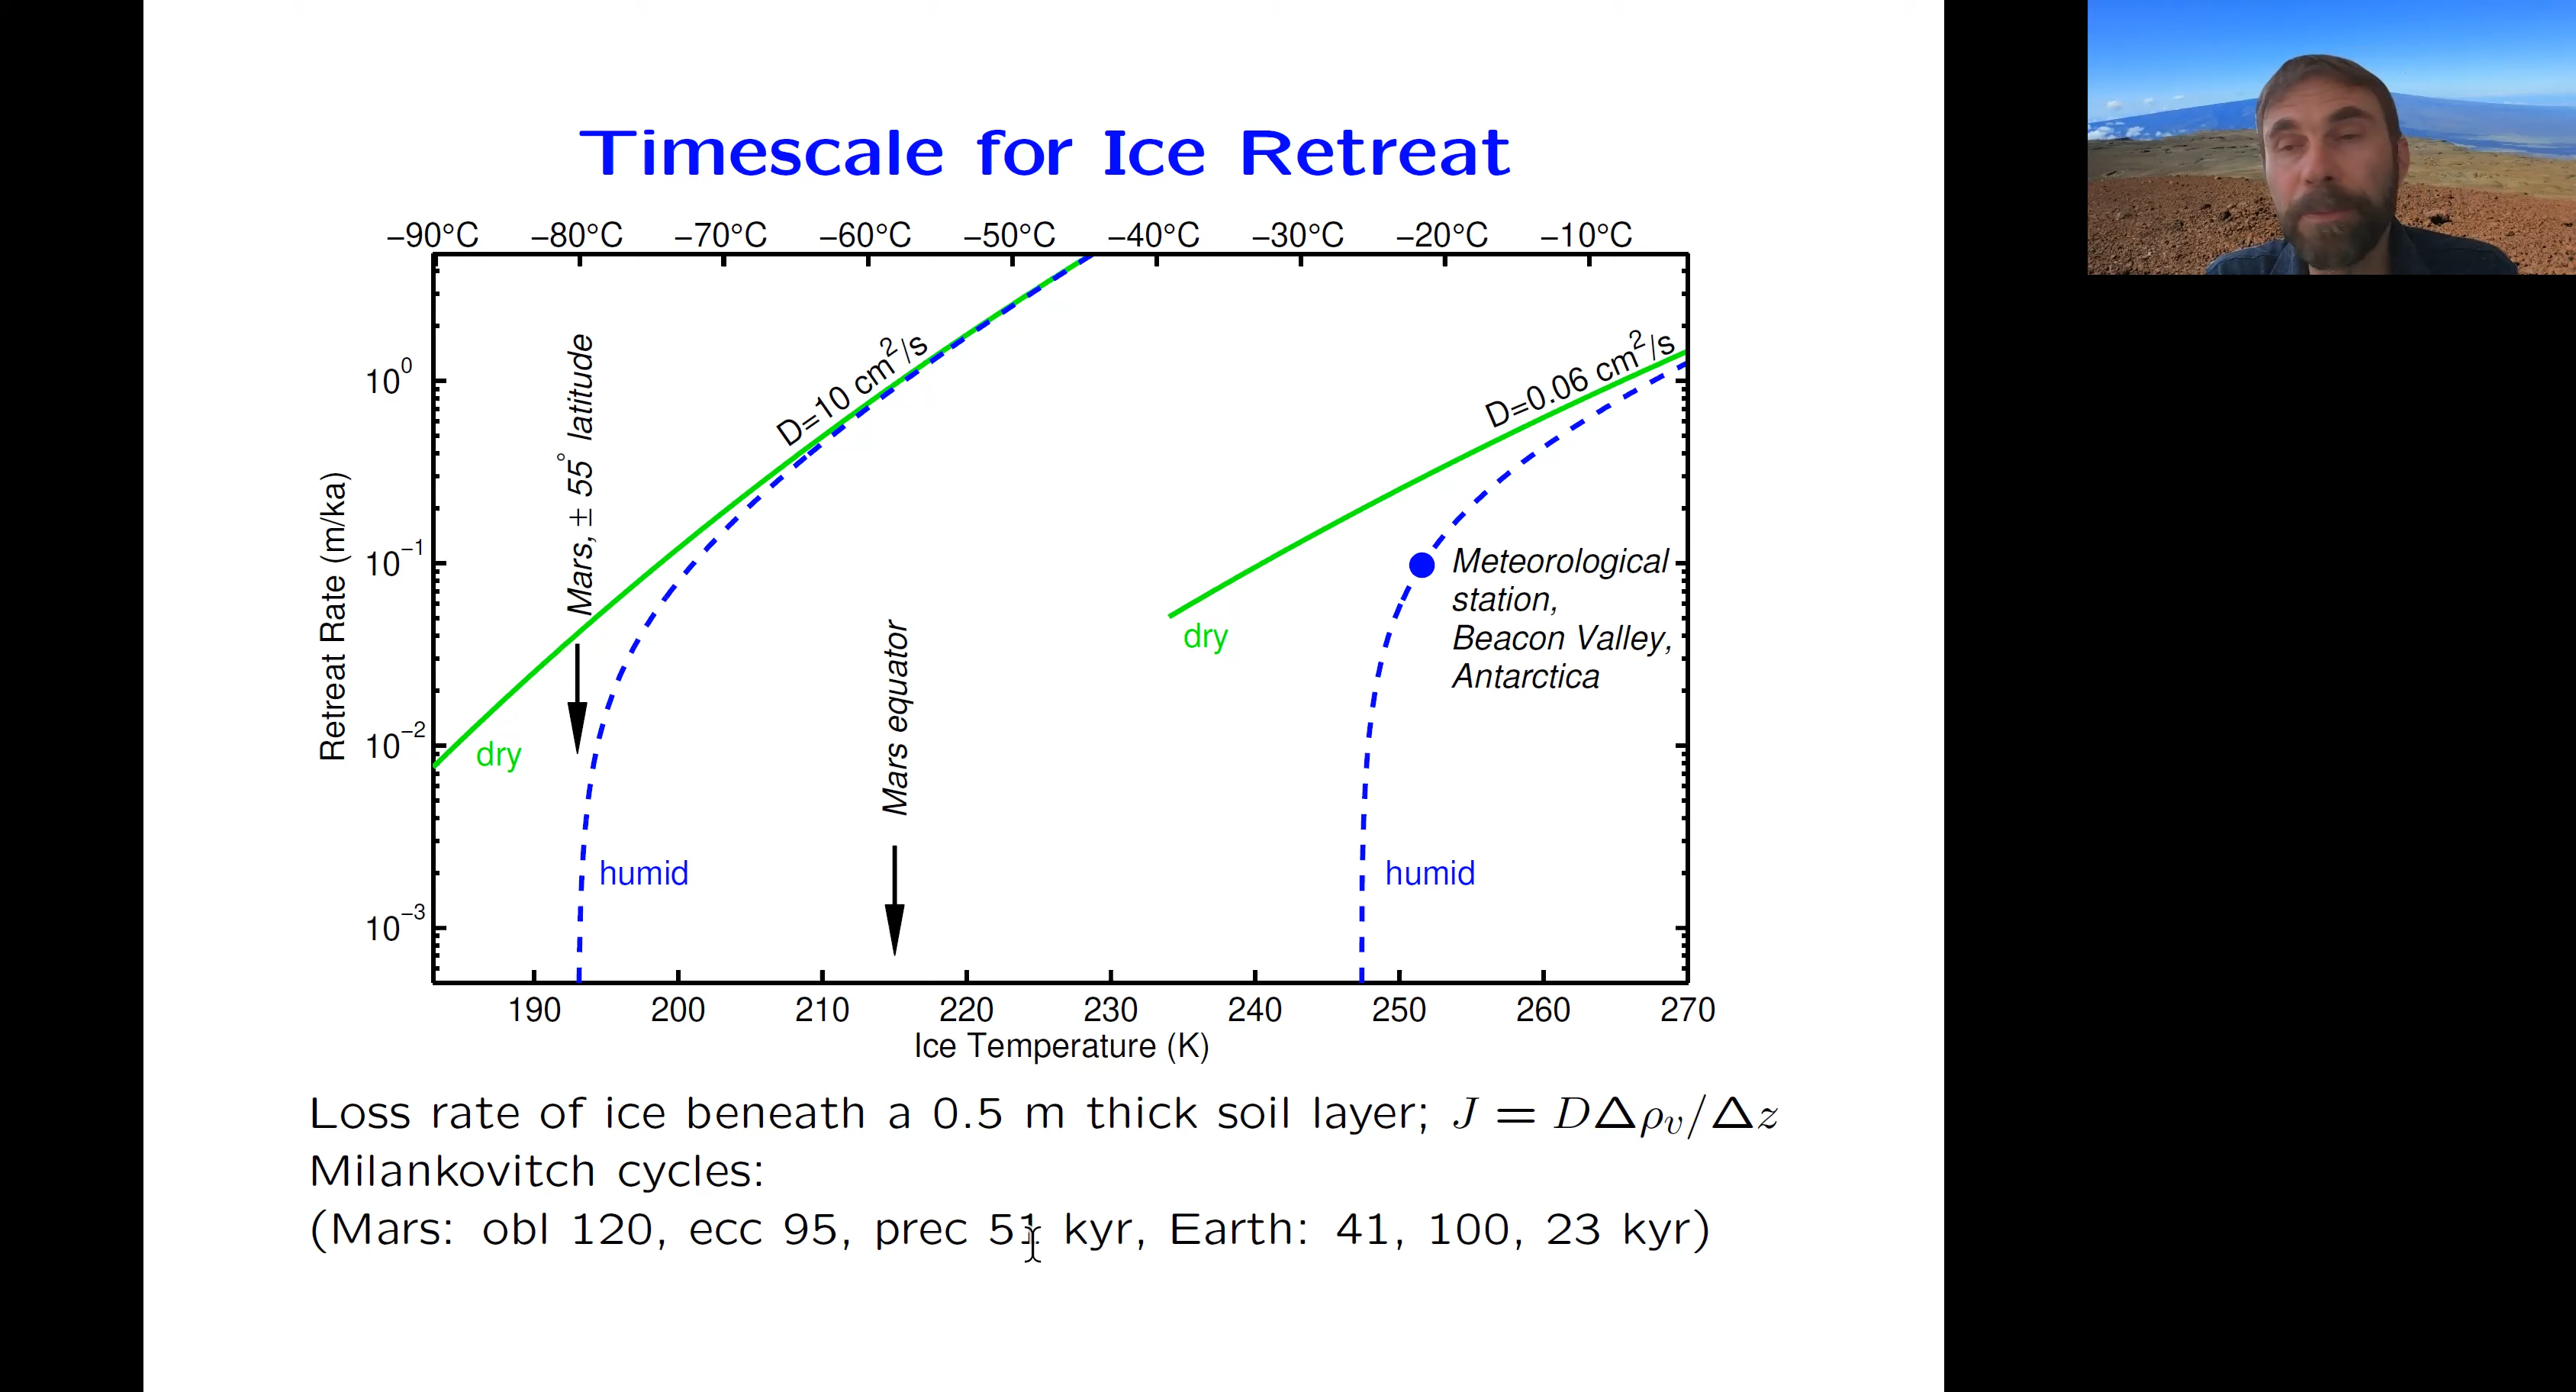 Timescale for Ice Retreat
−90°C −80°C −70°C −60°C −50°C −40°C −30°C −20°C −10°C
D=10 cm²/s
D=0.06 cm²/s
Mars, ± 55° latitude
Mars equator
Meteorological
station,
Beacon Valley,
Antarctica
dry
dry
humid
humid
Retreat Rate (m/ka)
10⁰
10⁻¹
10⁻²
10⁻³
190 200 210 220 230 240 250 260 270
Ice Temperature (K)
Loss rate of ice beneath a 0.5 m thick soil layer; J = DΔρᵥ/Δz
Milankovitch cycles:
(Mars: obl 120, ecc 95, prec 51 kyr, Earth: 41, 100, 23 kyr)